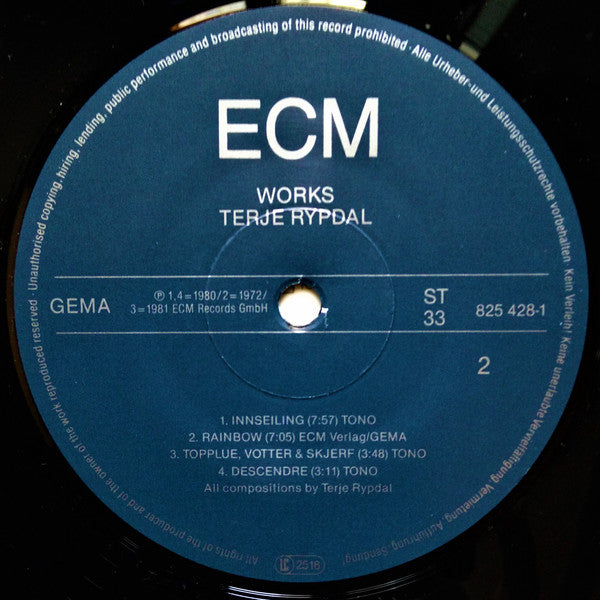 Unauthorised copying, hiring, lending, public performance and broadcasting of this record prohibited · Alle Urheber- und Leistungsschutzrechte vorbehalten. Kein Verleih! Keine unerlaubte Vervielfältigung, Vermietung, Aufführung, Sendung!
ECM
WORKS
TERJE RYPDAL
GEMA
℗ 1.4=1980/2=1972/
3=1981 ECM Records GmbH
ST
33
825 428-1
2
1. INNSEILING (7:57) TONO
2. RAINBOW (7:05) ECM Verlag/GEMA
3. TOPPLUE, VOTTER & SKJERF (3:48) TONO
4. DESCENDRE (3:11) TONO
All compositions by Terje Rypdal
All rights of the producer and of the owner of the work reproduced reserved
LC 2516